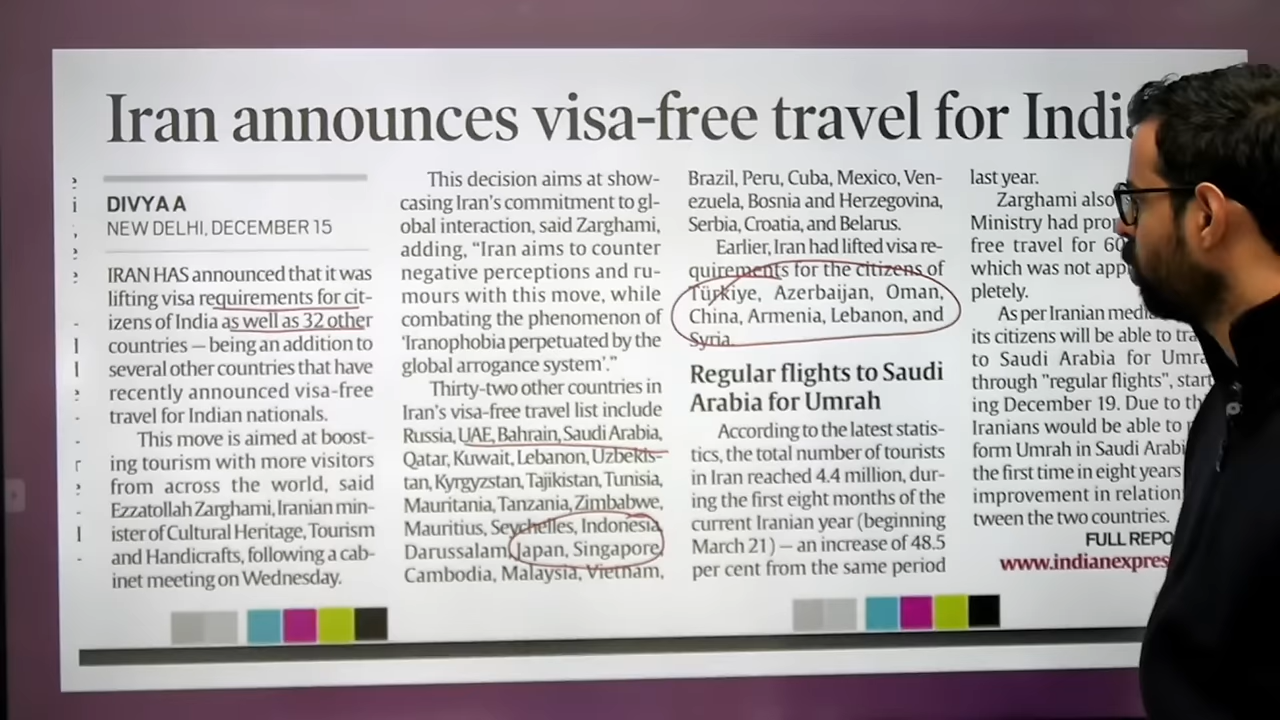 Iran announces visa-free travel for
DIVYA A
NEW DELHI, DECEMBER 15
IRAN HAS announced that it was
lifting visa requirements for cit-
izens of India as well as 32 other
countries — being an addition to
several other countries that have
recently announced visa-free
travel for Indian nationals.
This move is aimed at boost-
ing tourism with more visitors
from across the world, said
Ezzatollah Zarghami, Iranian min-
ister of Cultural Heritage, Tourism
and Handicrafts, following a cab-
inet meeting on Wednesday.
This decision aims at show-
casing Iran's commitment to gl-
obal interaction, said Zarghami,
adding, “Iran aims to counter
negative perceptions and ru-
mours with this move, while
combating the phenomenon of
‘Iranophobia perpetuated by the
global arrogance system’.”
Thirty-two other countries in
Iran's visa-free travel list include
Russia, UAE, Bahrain, Saudi Arabia,
Qatar, Kuwait, Lebanon, Uzbekis-
tan, Kyrgyzstan, Tajikistan, Tunisia,
Mauritania, Tanzania, Zimbabwe,
Mauritius, Seychelles, Indonesia,
Darussalam, Japan, Singapore,
Cambodia, Malaysia, Vietnam,
Brazil, Peru, Cuba, Mexico, Ven-
ezuela, Bosnia and Herzegovina,
Serbia, Croatia, and Belarus.
Earlier, Iran had lifted visa re-
quirements for the citizens of
Türkiye, Azerbaijan, Oman,
China, Armenia, Lebanon, and
Syria.
Regular flights to Saudi
Arabia for Umrah
According to the latest statis-
tics, the total number of tourists
in Iran reached 4.4 million, dur-
ing the first eight months of the
current Iranian year (beginning
March 21) — an increase of 48.5
per cent from the same period
last year.
Zarghami also
Ministry had
free travel for
which was not
pletely.
As per Iranian
its citizens will be able to
to Saudi Arabia for
through "regular flights", start
ing December 19. Due to
Iranians would be able to
form Umrah in Saudi
the first time in eight years
improvement in
tween the two countries.
FULL
www.indianexpres